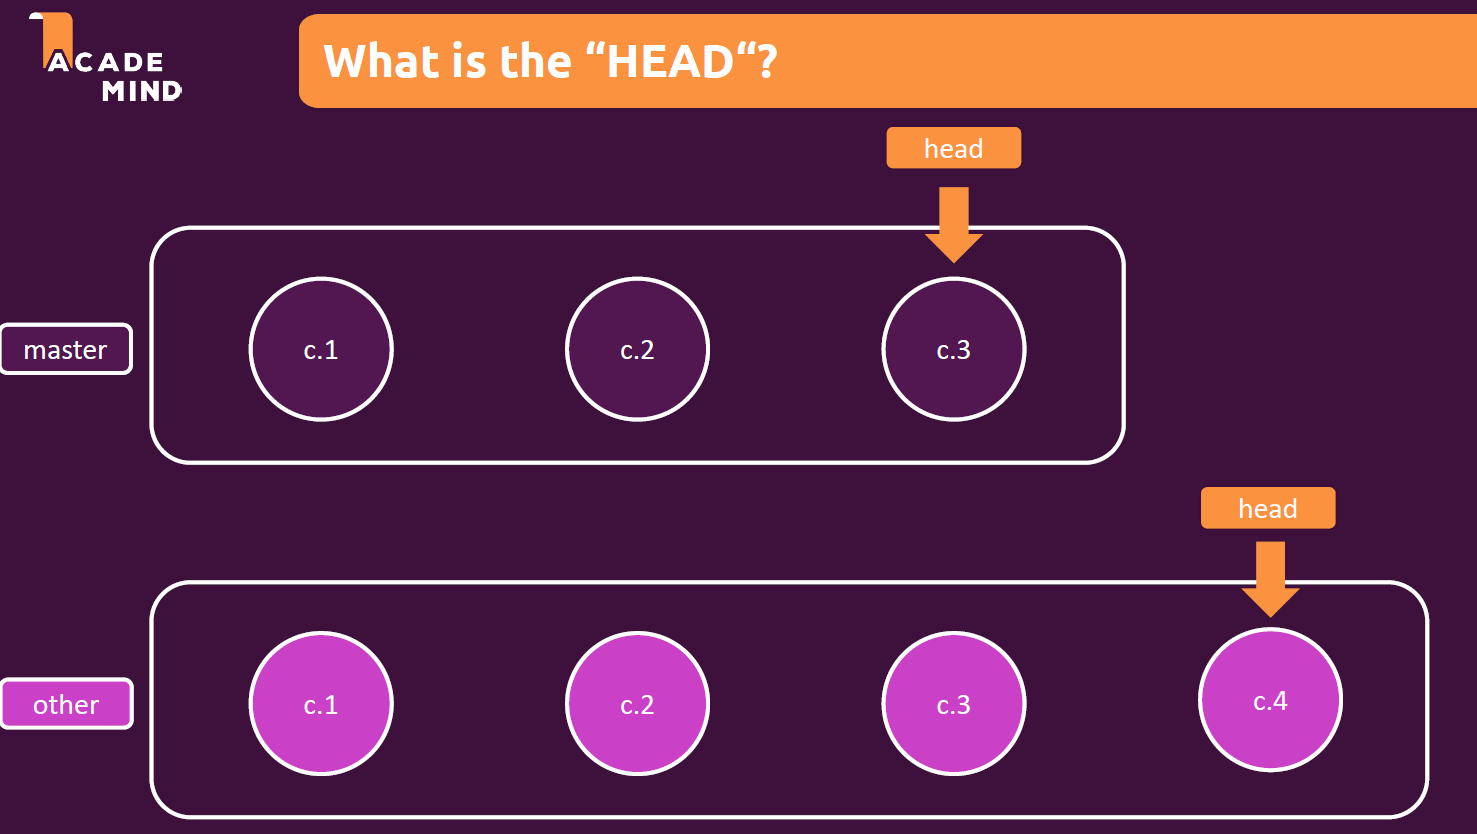 ACADE
MIND
What is the “HEAD“?
head
master
c.1
c.2
c.3
head
other
c.1
c.2
c.3
c.4